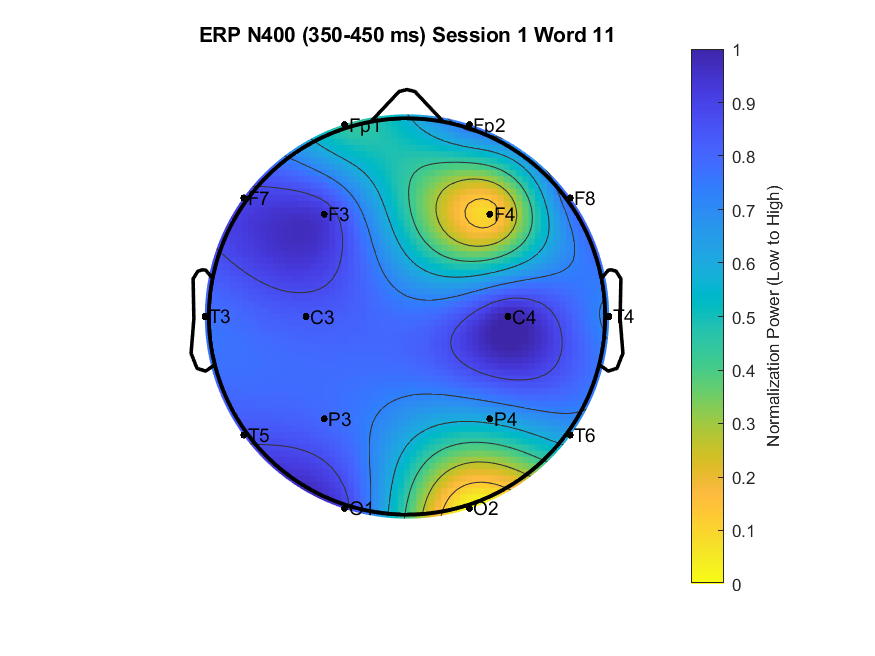 ERP N400 (350-450 ms) Session 1 Word 11
Fp1
Fp2
F7
F3
F4
F8
T3
C3
C4
T4
P3
P4
T5
T6
O1
O2
1
0.9
0.8
0.7
0.6
0.5
0.4
0.3
0.2
0.1
0
Normalization Power (Low to High)